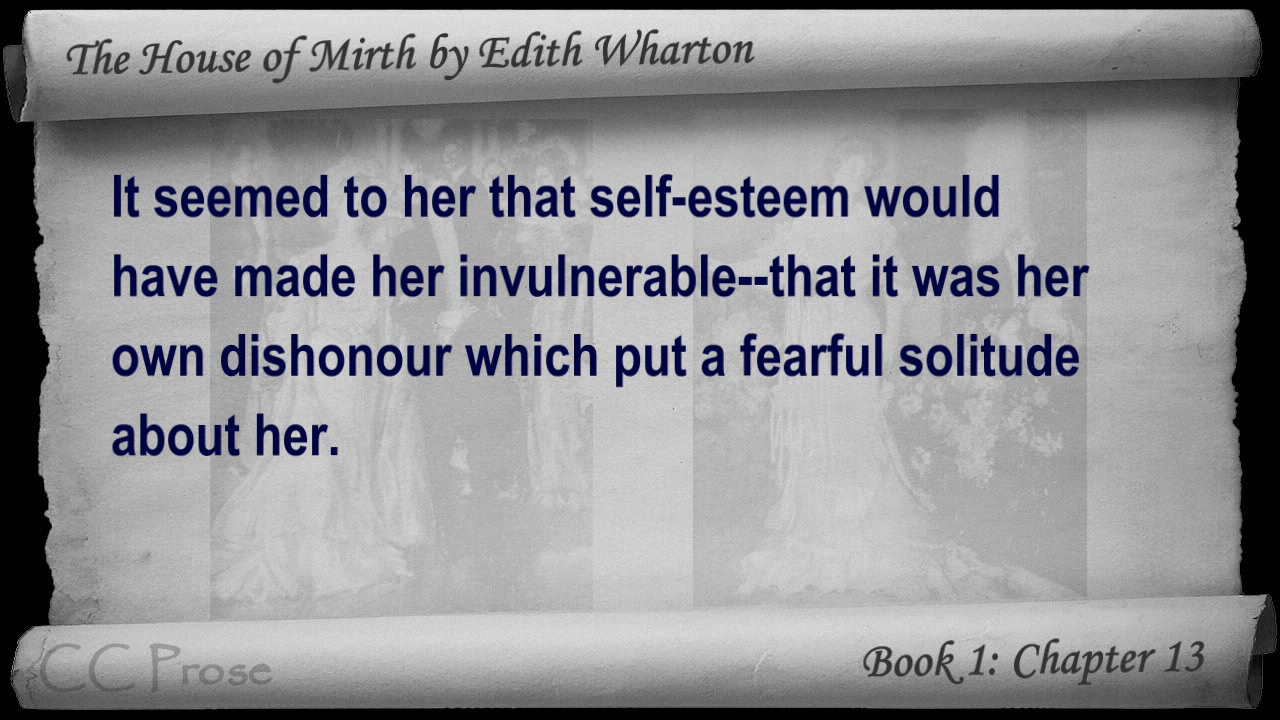 The House of Mirth by Edith Wharton
It seemed to her that self-esteem would
have made her invulnerable--that it was her
own dishonour which put a fearful solitude
about her.
CC Prose
Book 1: Chapter 13